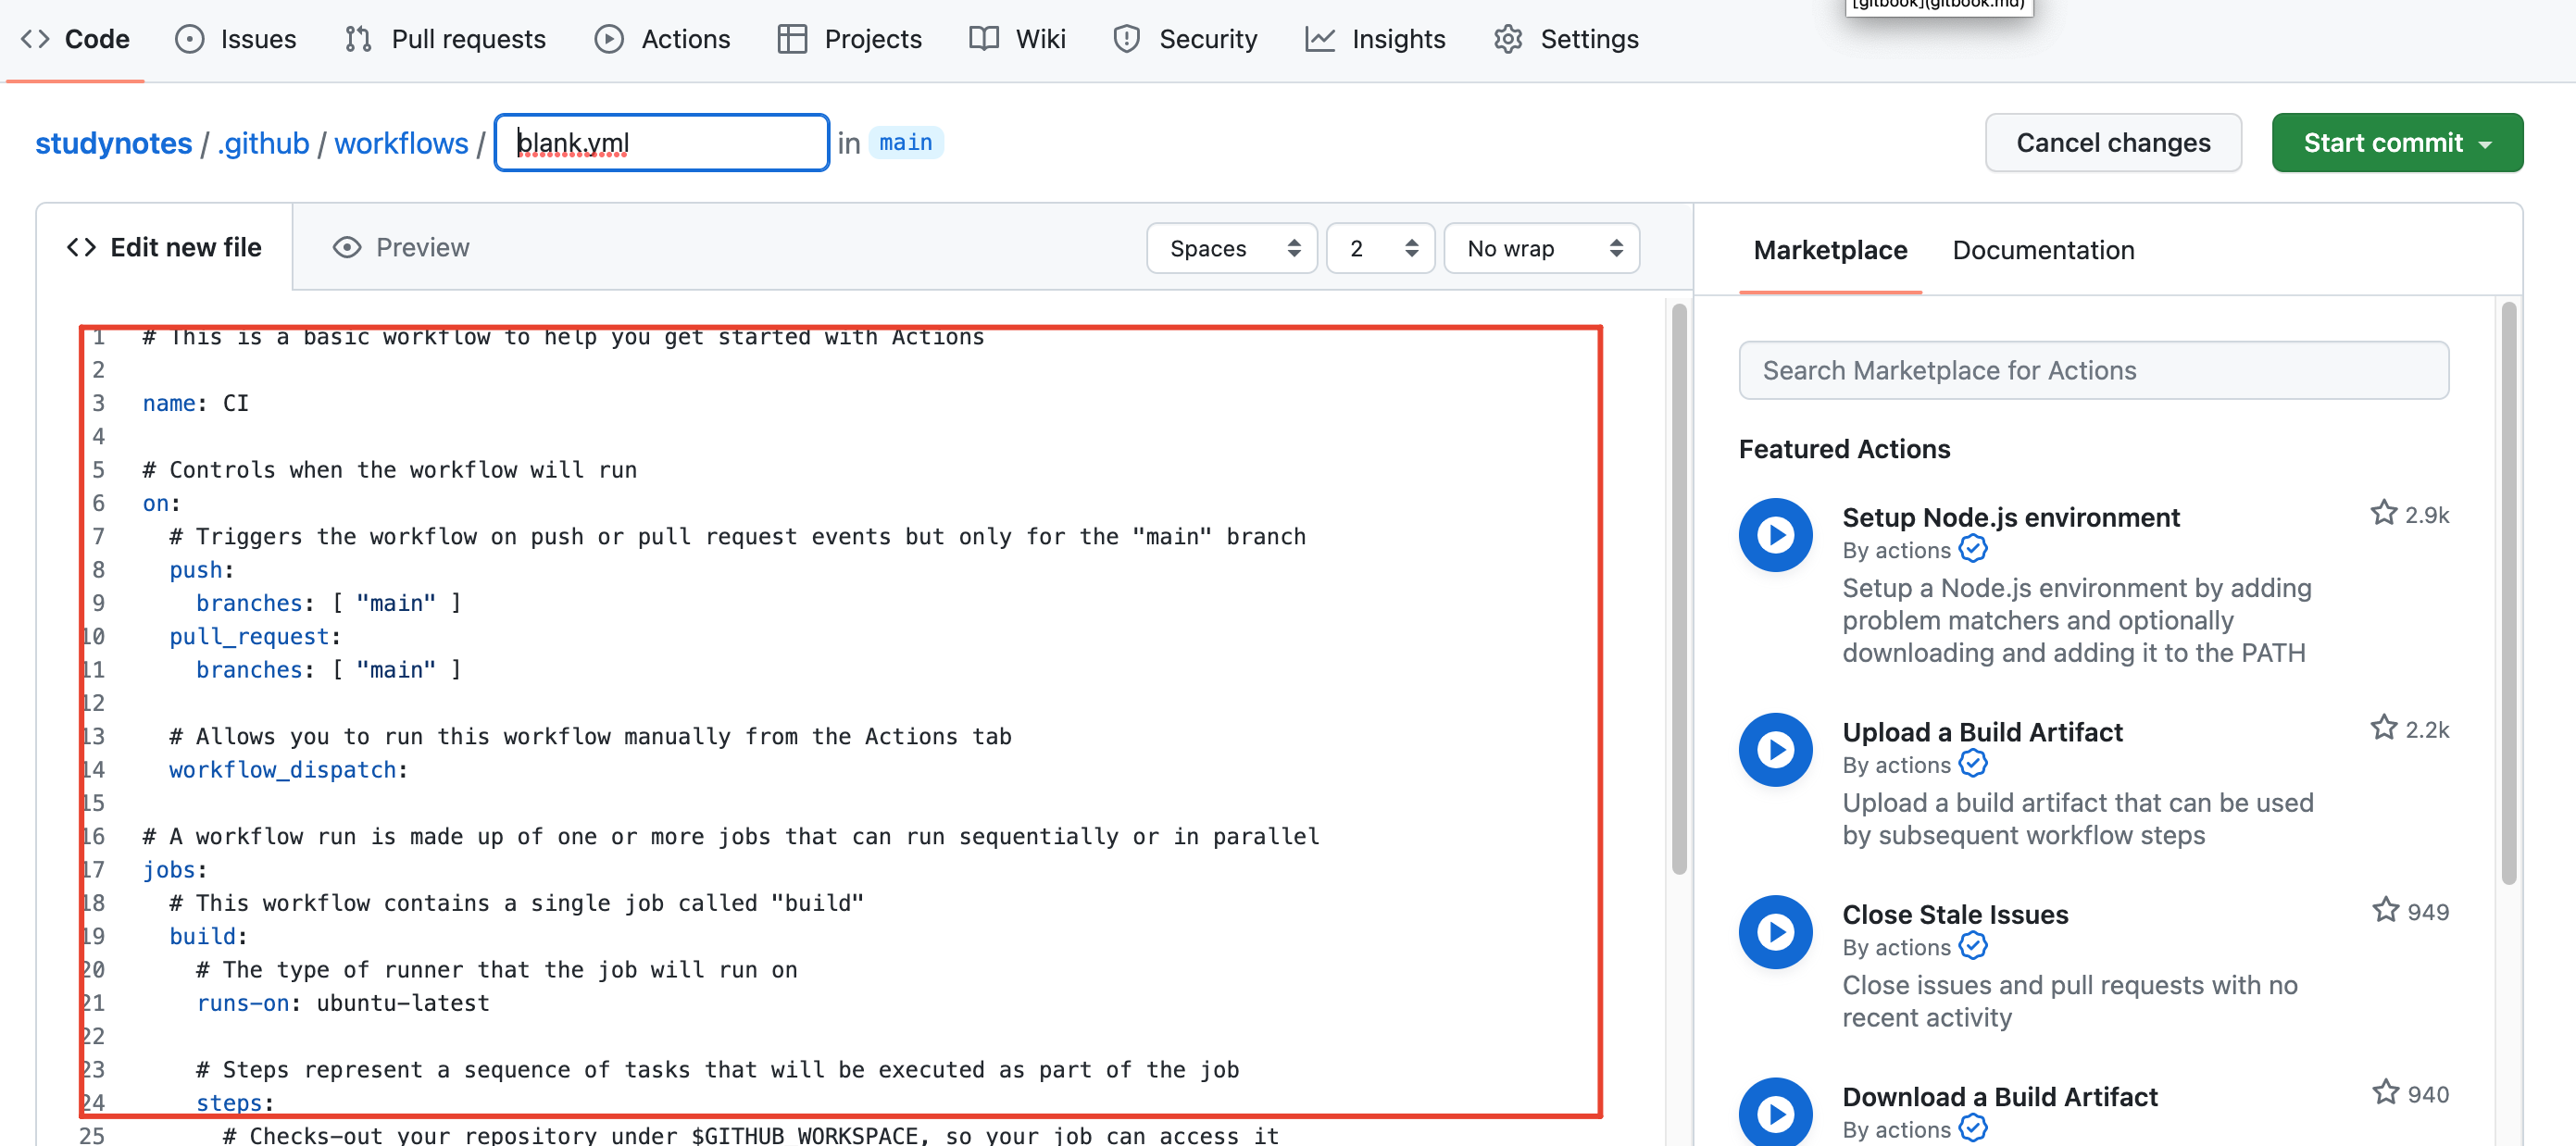 [gitbook](gitbook.md)
Code Issues Pull requests Actions Projects Wiki Security Insights Settings
studynotes / .github / workflows / blank.yml in main Cancel changes Start commit
Edit new file Preview Spaces 2 No wrap
1 # This is a basic workflow to help you get started with Actions
2
3 name: CI
4
5 # Controls when the workflow will run
6 on:
7 # Triggers the workflow on push or pull request events but only for the "main" branch
8 push:
9 branches: [ "main" ]
10 pull_request:
11 branches: [ "main" ]
12
13 # Allows you to run this workflow manually from the Actions tab
14 workflow_dispatch:
15
16 # A workflow run is made up of one or more jobs that can run sequentially or in parallel
17 jobs:
18 # This workflow contains a single job called "build"
19 build:
20 # The type of runner that the job will run on
21 runs-on: ubuntu-latest
22
23 # Steps represent a sequence of tasks that will be executed as part of the job
24 steps:
25 # Checks-out your repository under $GITHUB_WORKSPACE, so your job can access it
Marketplace Documentation
Search Marketplace for Actions
Featured Actions
Setup Node.js environment 2.9k
By actions
Setup a Node.js environment by adding
problem matchers and optionally
downloading and adding it to the PATH
Upload a Build Artifact 2.2k
By actions
Upload a build artifact that can be used
by subsequent workflow steps
Close Stale Issues 949
By actions
Close issues and pull requests with no
recent activity
Download a Build Artifact 940
By actions